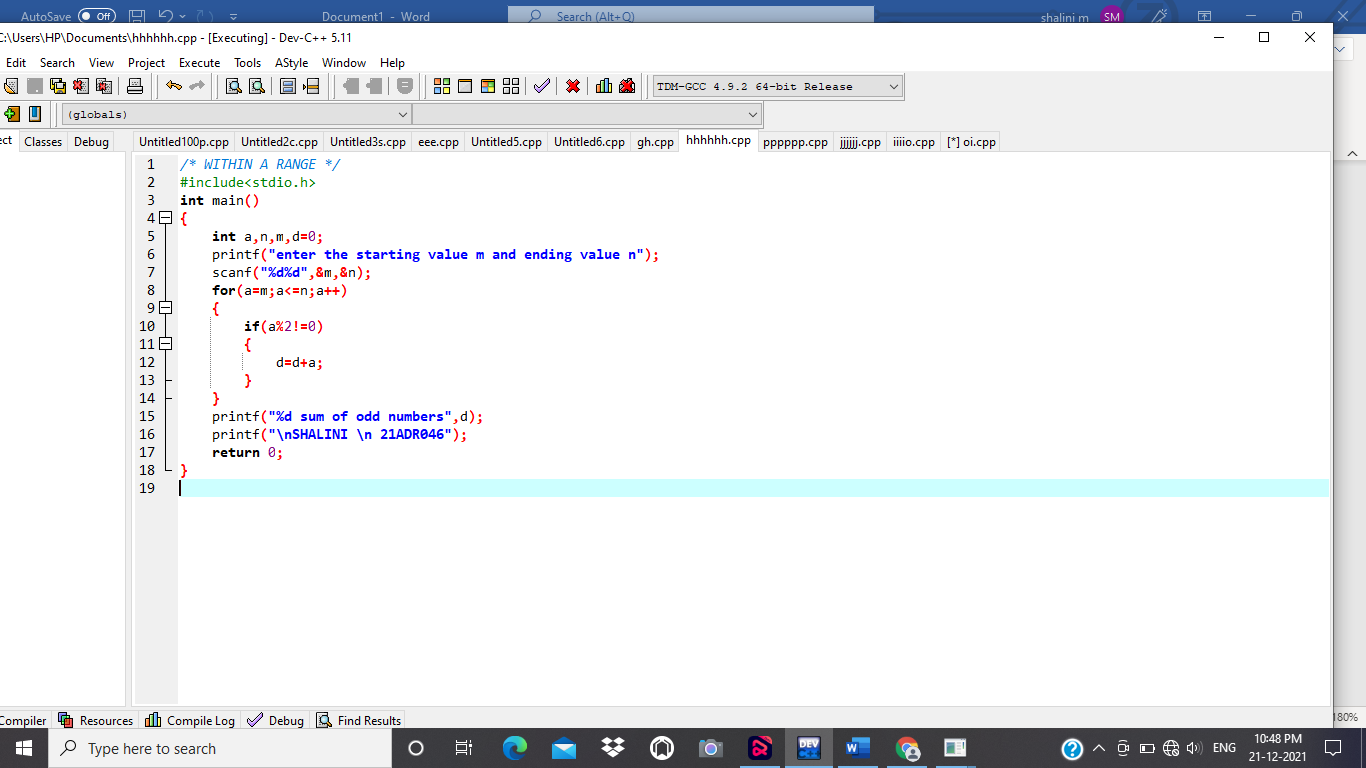 AutoSave Off Document1 - Word Search (Alt+Q) shalini m SM
C:\Users\HP\Documents\hhhhhh.cpp - [Executing] - Dev-C++ 5.11
Edit Search View Project Execute Tools AStyle Window Help
TDM-GCC 4.9.2 64-bit Release
(globals)
ect Classes Debug Untitled100p.cpp Untitled2c.cpp Untitled3s.cpp eee.cpp Untitled5.cpp Untitled6.cpp gh.cpp hhhhhh.cpp pppppp.cpp jjjjjj.cpp iiiio.cpp [*] oi.cpp
1 /* WITHIN A RANGE */
2 #include<stdio.h>
3 int main()
4 {
5 int a,n,m,d=0;
6 printf("enter the starting value m and ending value n");
7 scanf("%d%d",&m,&n);
8 for(a=m;a<=n;a++)
9 {
10 if(a%2!=0)
11 {
12 d=d+a;
13 }
14 }
15 printf("%d sum of odd numbers",d);
16 printf("\nSHALINI \n 21ADR046");
17 return 0;
18 }
19
Compiler Resources Compile Log Debug Find Results
180%
Type here to search DEV C++ ENG 10:48 PM
21-12-2021